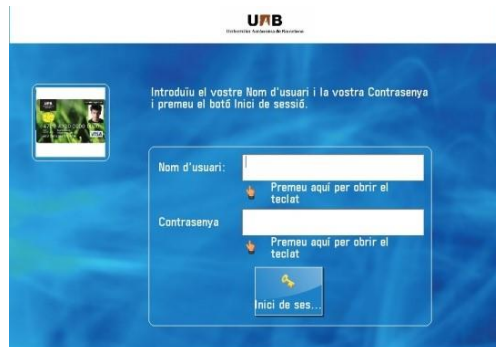 UAB
Universitat Autònoma de Barcelona
Introduïu el vostre Nom d'usuari i la vostra Contrasenya
i premeu el botó Inici de sessió.
VISA
Nom d'usuari:
Premeu aquí per obrir el
teclat
Contrasenya
Premeu aquí per obrir el
teclat
Inici de ses...